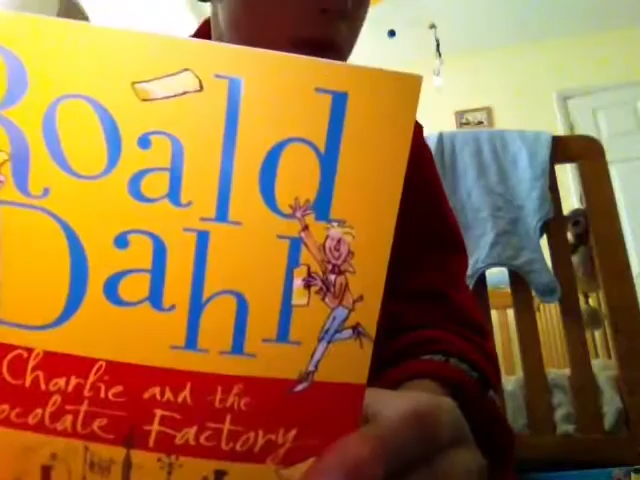 Roald
Dahl
Charlie and the
ocolate Factory